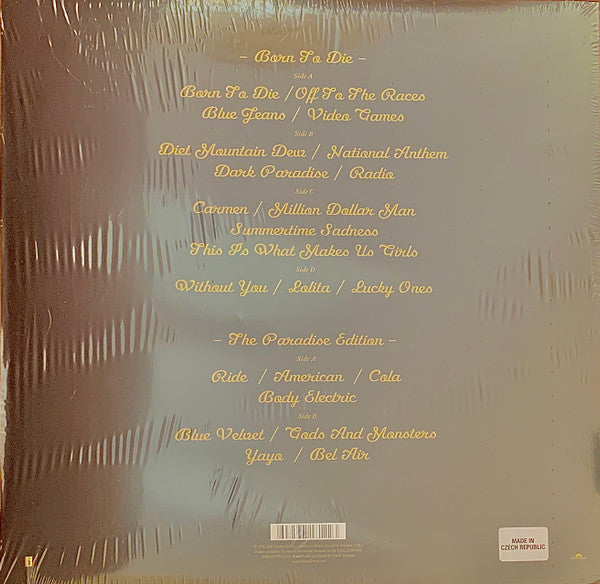 – Born To Die –
Side A
Born To Die / Off To The Races
Blue Jeans / Video Games
Side B
Diet Mountain Dew / National Anthem
Dark Paradise / Radio
Side C
Carmen / Million Dollar Man
Summertime Sadness
This Is What Makes Us Girls
Side D
Without You / Lolita / Lucky Ones
– The Paradise Edition –
Side A
Ride / American / Cola
Body Electric
Side B
Blue Velvet / Gods And Monsters
Yayo / Bel Air
MADE IN
CZECH REPUBLIC